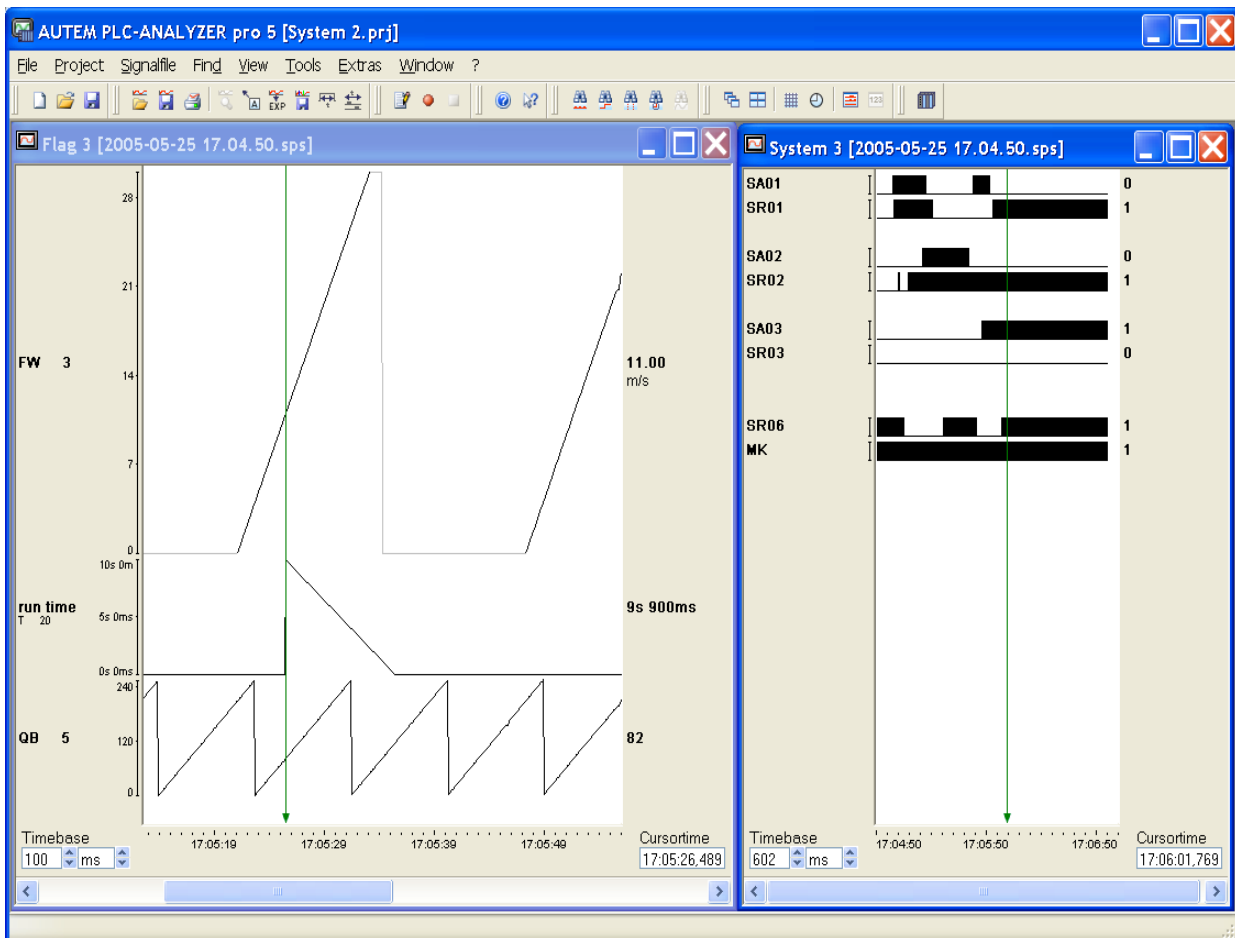 AUTEM PLC-ANALYZER pro 5 [System 2.prj]
File Project Signalfile Find View Tools Extras Window ?
EXP
A
123
Flag 3 [2005-05-25 17.04.50.sps]
28
21
FW 3
14
7
0
11.00
m/s
10s 0m
run time
T 20
5s 0ms
0s 0ms
9s 900ms
240
QB 5
120
0
82
Timebase
100 ms
17:05:19 17:05:29 17:05:39 17:05:49
Cursortime
17:05:26,489
System 3 [2005-05-25 17.04.50.sps]
SA01 0
SR01 1
SA02 0
SR02 1
SA03 1
SR03 0
SR06 1
MK 1
Timebase
602 ms
17:04:50 17:05:50 17:06:50
Cursortime
17:06:01,769